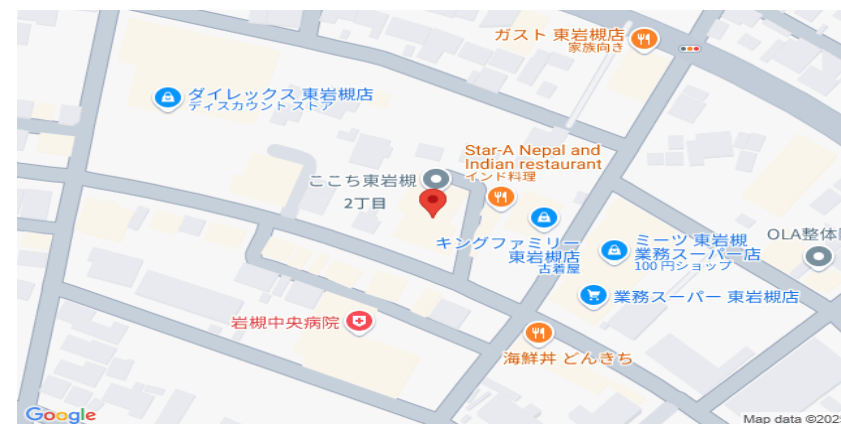 ガスト 東岩槻店
家族向き
ダイレックス 東岩槻店
ディスカウント ストア
Star-A Nepal and
Indian restaurant
インド料理
ここち東岩槻
2丁目
キングファミリー
東岩槻店
古着屋
ミーツ 東岩槻
業務スーパー店
100 円ショップ
OLA整体院
業務スーパー 東岩槻店
岩槻中央病院
海鮮丼 どんきち
Google
Map data ©2025